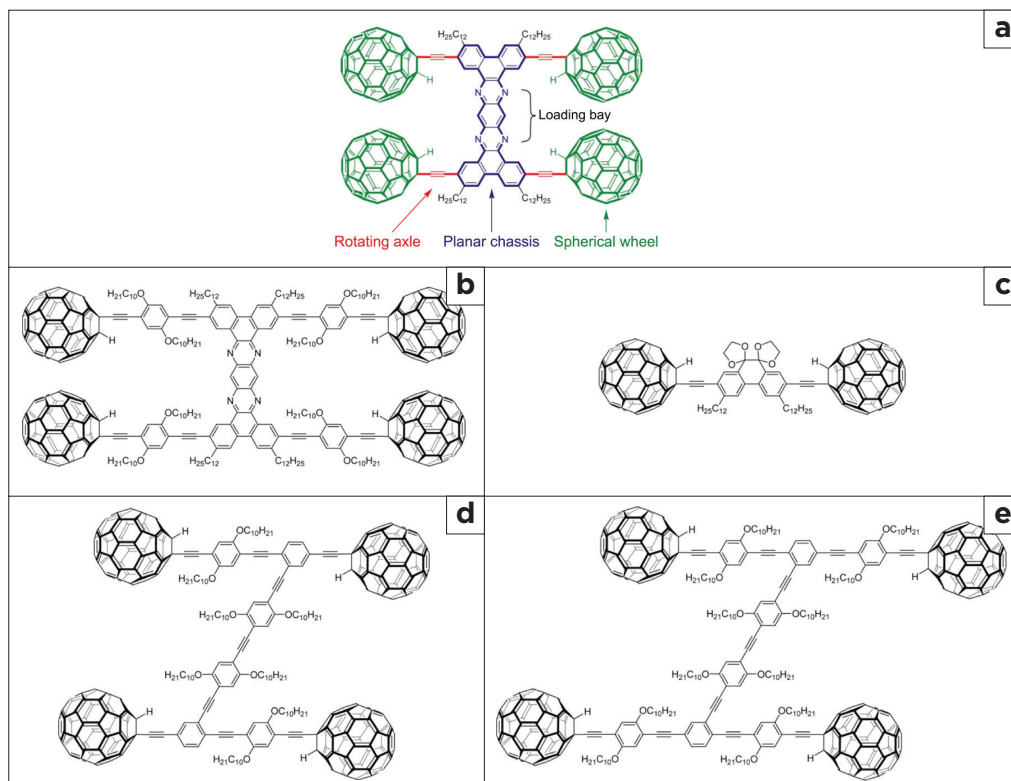 a
H25C12 C12H25
H H
N N
Loading bay
N N
H H
H25C12 C12H25
Rotating axle Planar chassis Spherical wheel
b
H21C10O H25C12 C12H25 OC10H21
H OC10H21 H21C10O H
N N
N N
H OC10H21 H21C10O H
H21C10O H25C12 C12H25 OC10H21
c
O O
O O
H H
H25C12 C12H25
d
H OC10H21
H21C10O H
H21C10O OC10H21
H21C10O OC10H21
H OC10H21
H21C10O H
e
H OC10H21 OC10H21
H21C10O H21C10O H
H21C10O OC10H21
H21C10O OC10H21
H OC10H21 OC10H21
H21C10O H21C10O H